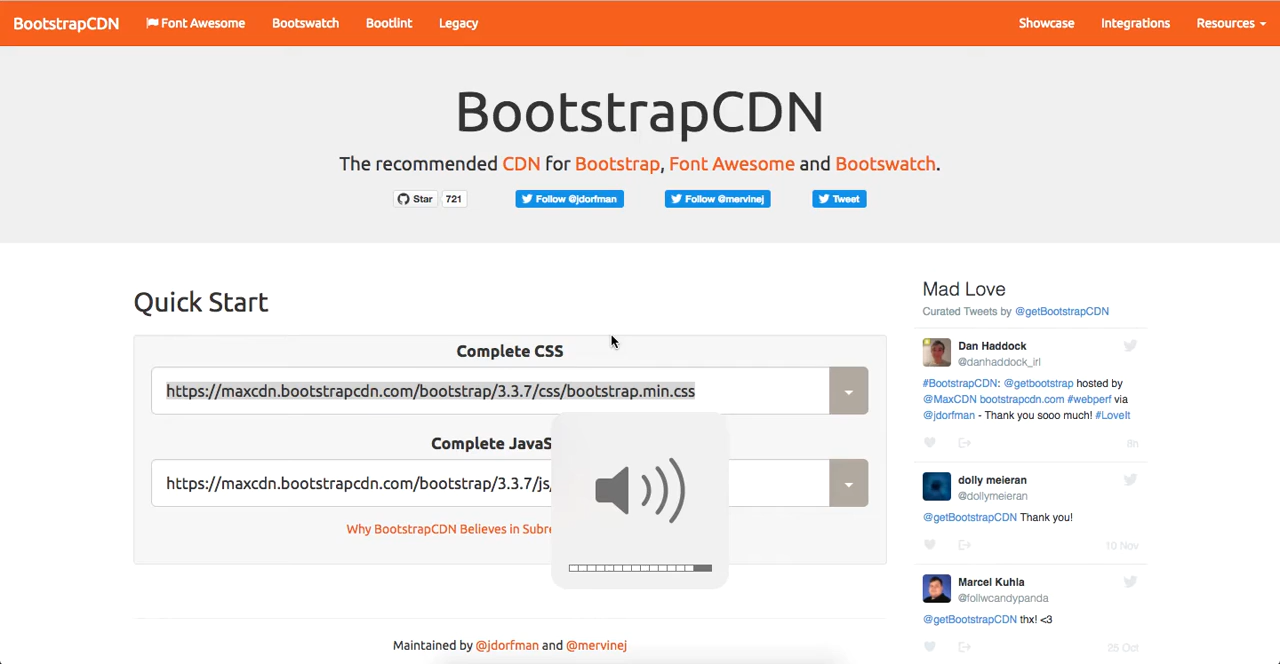 BootstrapCDN Font Awesome Bootswatch Bootlint Legacy Showcase Integrations Resources
BootstrapCDN
The recommended CDN for Bootstrap, Font Awesome and Bootswatch.
Star 721 Follow @jdorfman Follow @mervinej Tweet
Quick Start
Complete CSS
https://maxcdn.bootstrapcdn.com/bootstrap/3.3.7/css/bootstrap.min.css
Complete JavaS
https://maxcdn.bootstrapcdn.com/bootstrap/3.3.7/js/
Why BootstrapCDN Believes in Subre
Maintained by @jdorfman and @mervinej
Mad Love
Curated Tweets by @getBootstrapCDN
Dan Haddock
@danhaddock_irl
#BootstrapCDN: @getbootstrap hosted by
@MaxCDN bootstrapcdn.com #webperf via
@jdorfman - Thank you sooo much! #LoveIt
8h
dolly meieran
@dollymeieran
@getBootstrapCDN Thank you!
10 Nov
Marcel Kuhla
@follwcandypanda
@getBootstrapCDN thx! <3
25 Oct